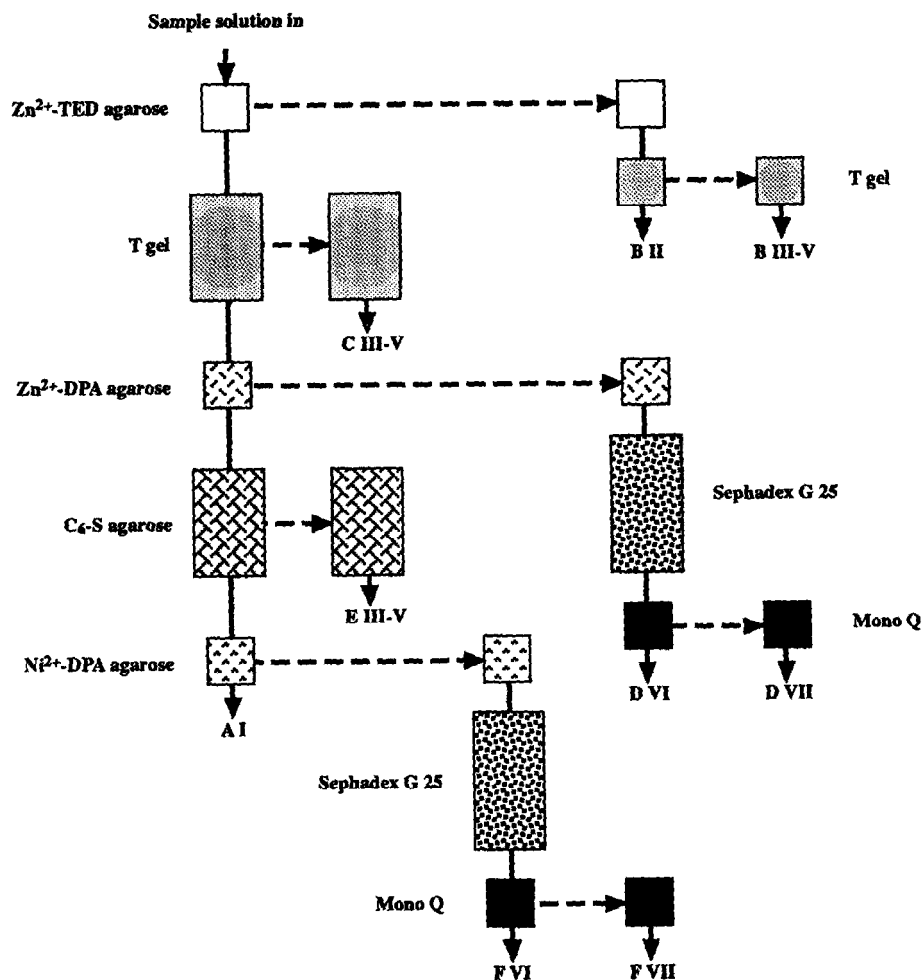 Sample solution in
Zn²⁺-TED agarose
T gel
T gel
B II
B III-V
C III-V
Zn²⁺-DPA agarose
Sephadex G 25
C₆-S agarose
E III-V
Mono Q
Ni²⁺-DPA agarose
D VI
D VII
A I
Sephadex G 25
Mono Q
F VI
F VII